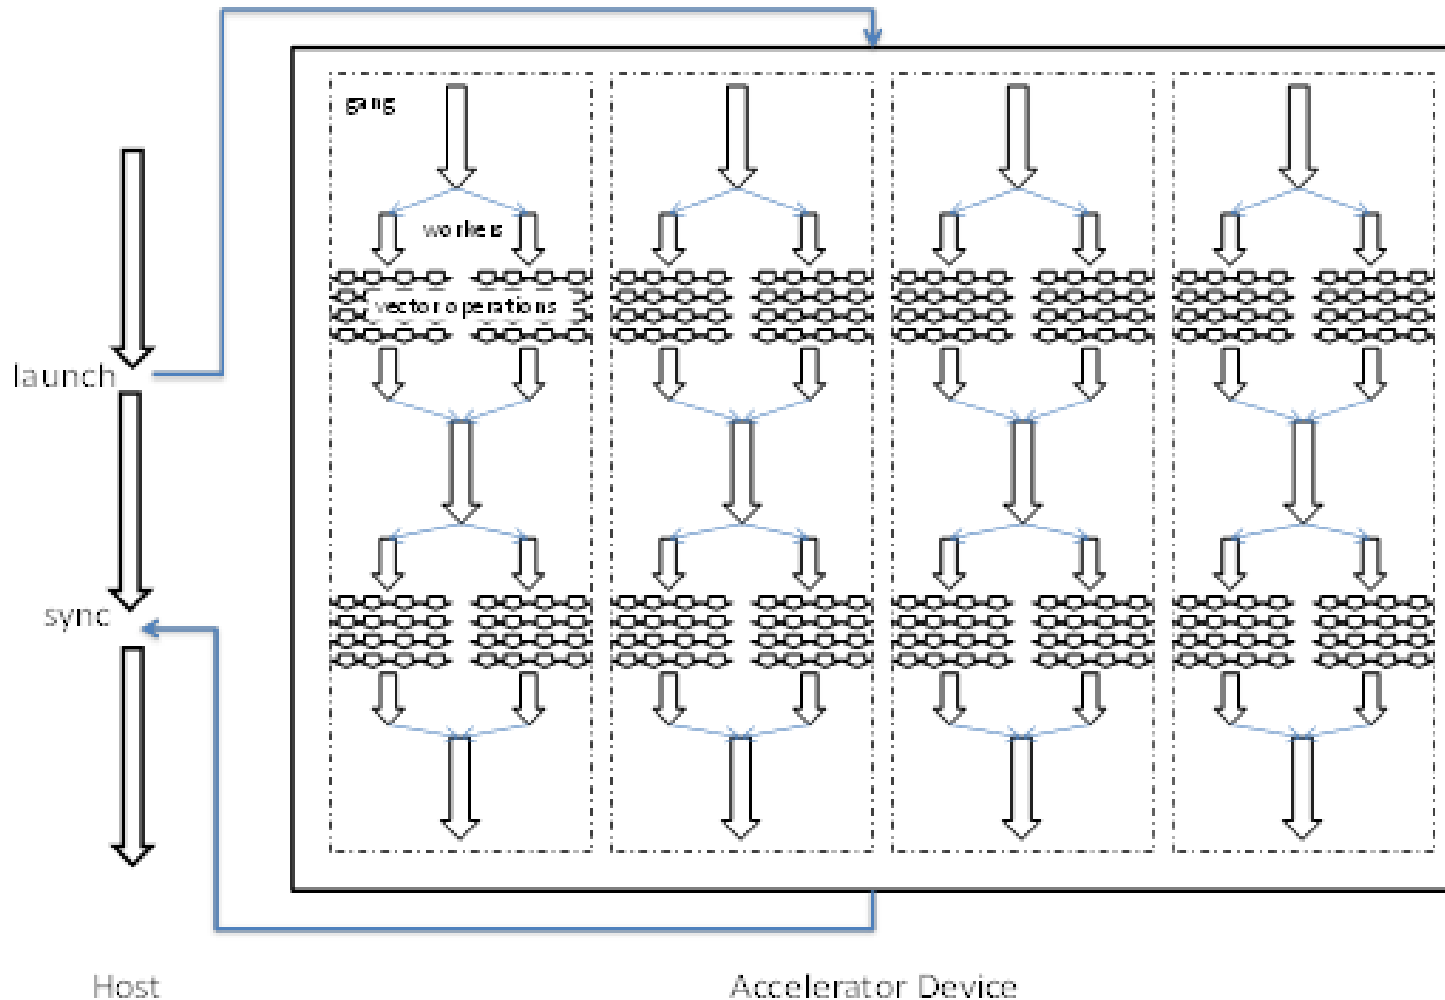 gang
workers
vector operations
launch
sync
Host
Accelerator Device